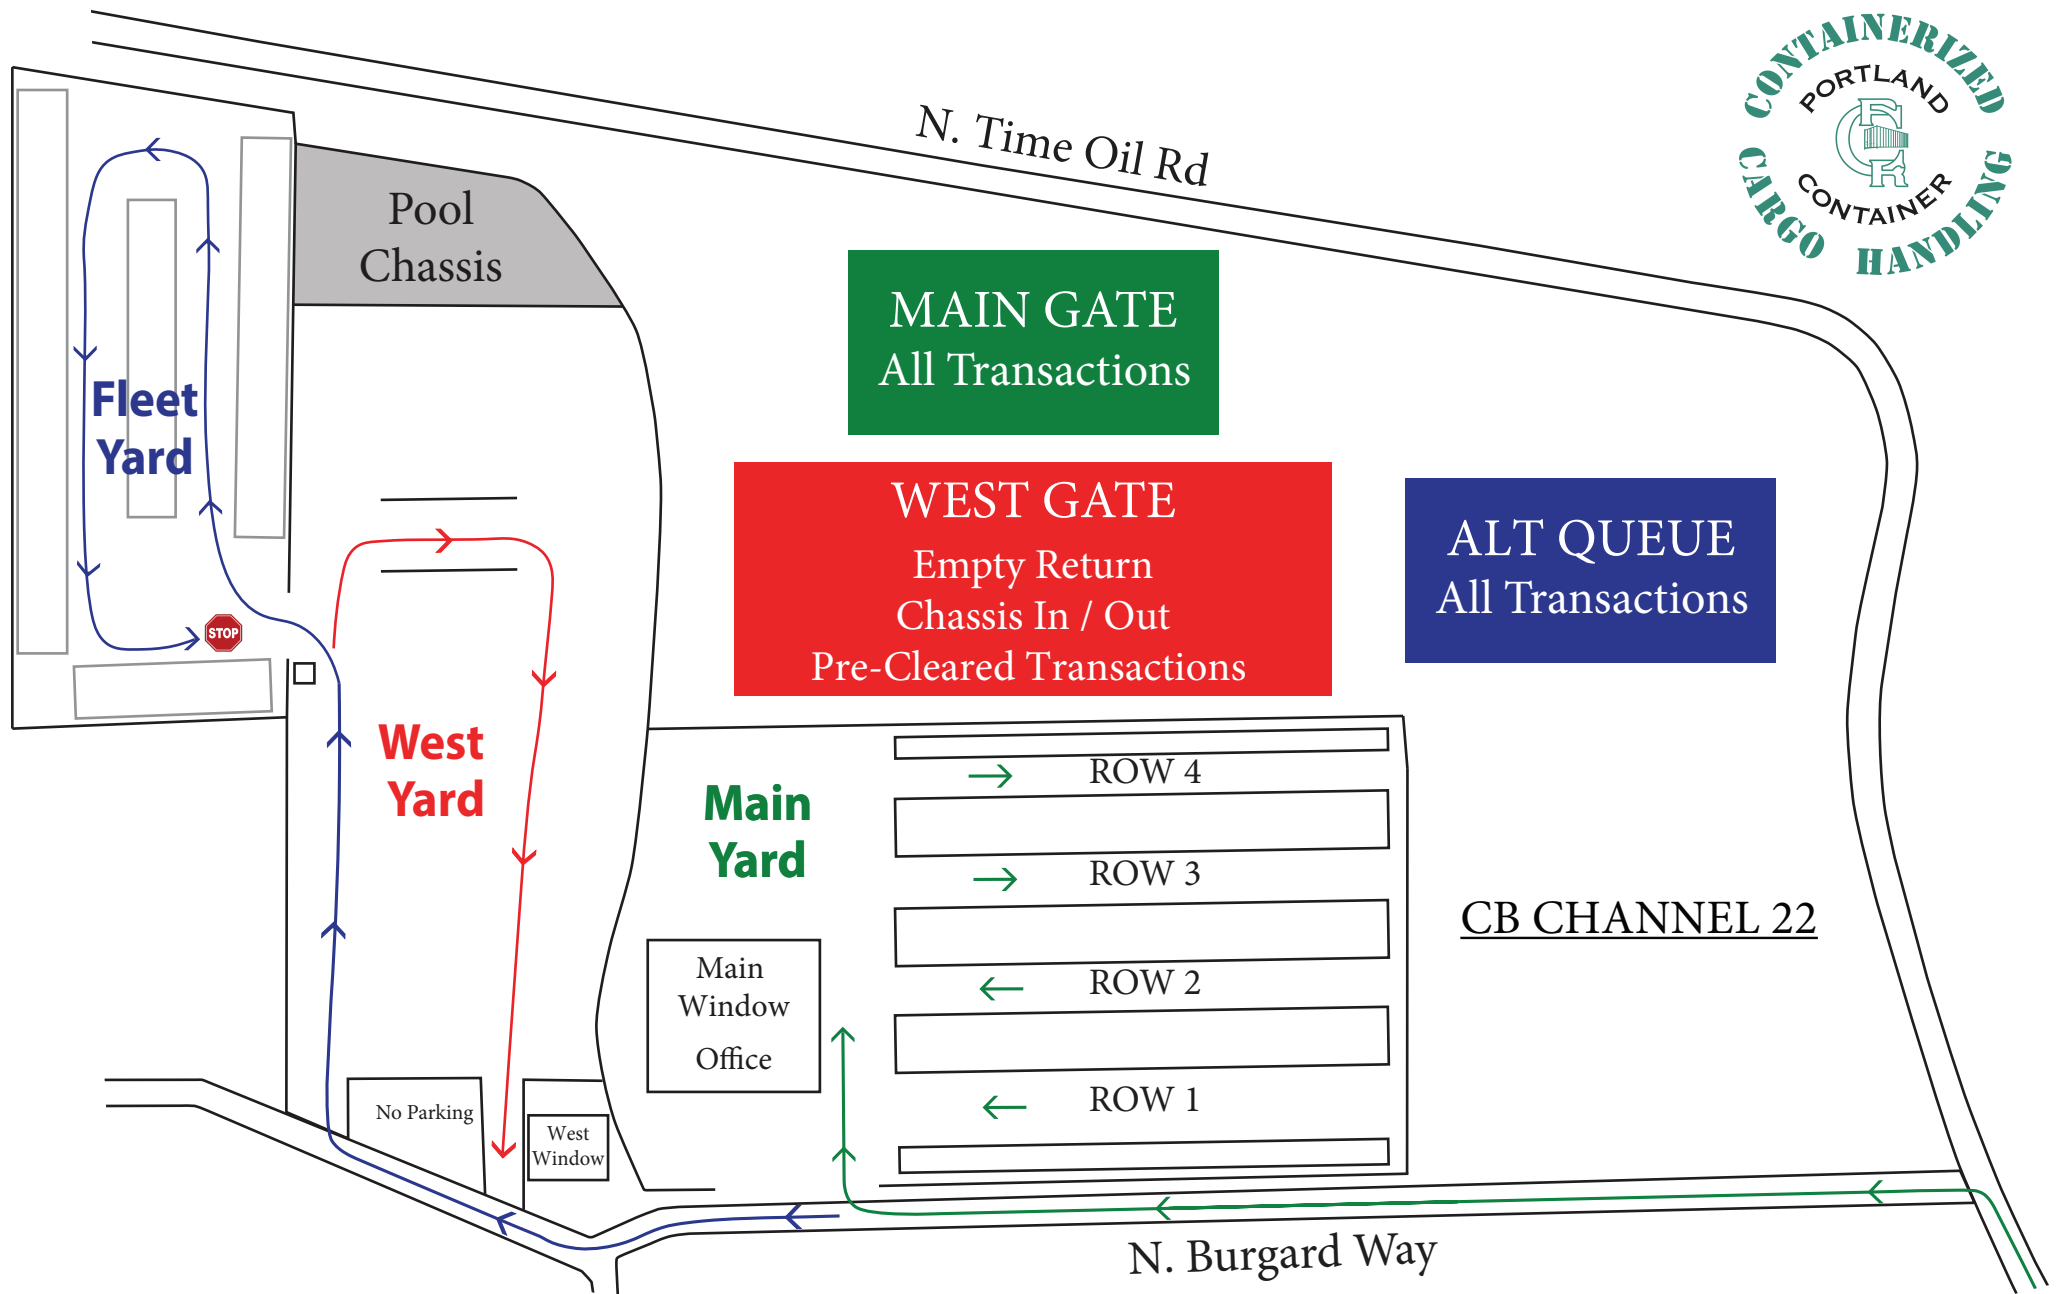 CONTAINERIZED
PORTLAND
CONTAINER
CARGO HANDLING
N. Time Oil Rd
Pool
Chassis
MAIN GATE
All Transactions
Fleet
Yard
WEST GATE
Empty Return
Chassis In / Out
Pre-Cleared Transactions
ALT QUEUE
All Transactions
STOP
West
Yard
Main
Yard
ROW 4
ROW 3
ROW 2
ROW 1
CB CHANNEL 22
Main
Window
Office
No Parking
West
Window
N. Burgard Way